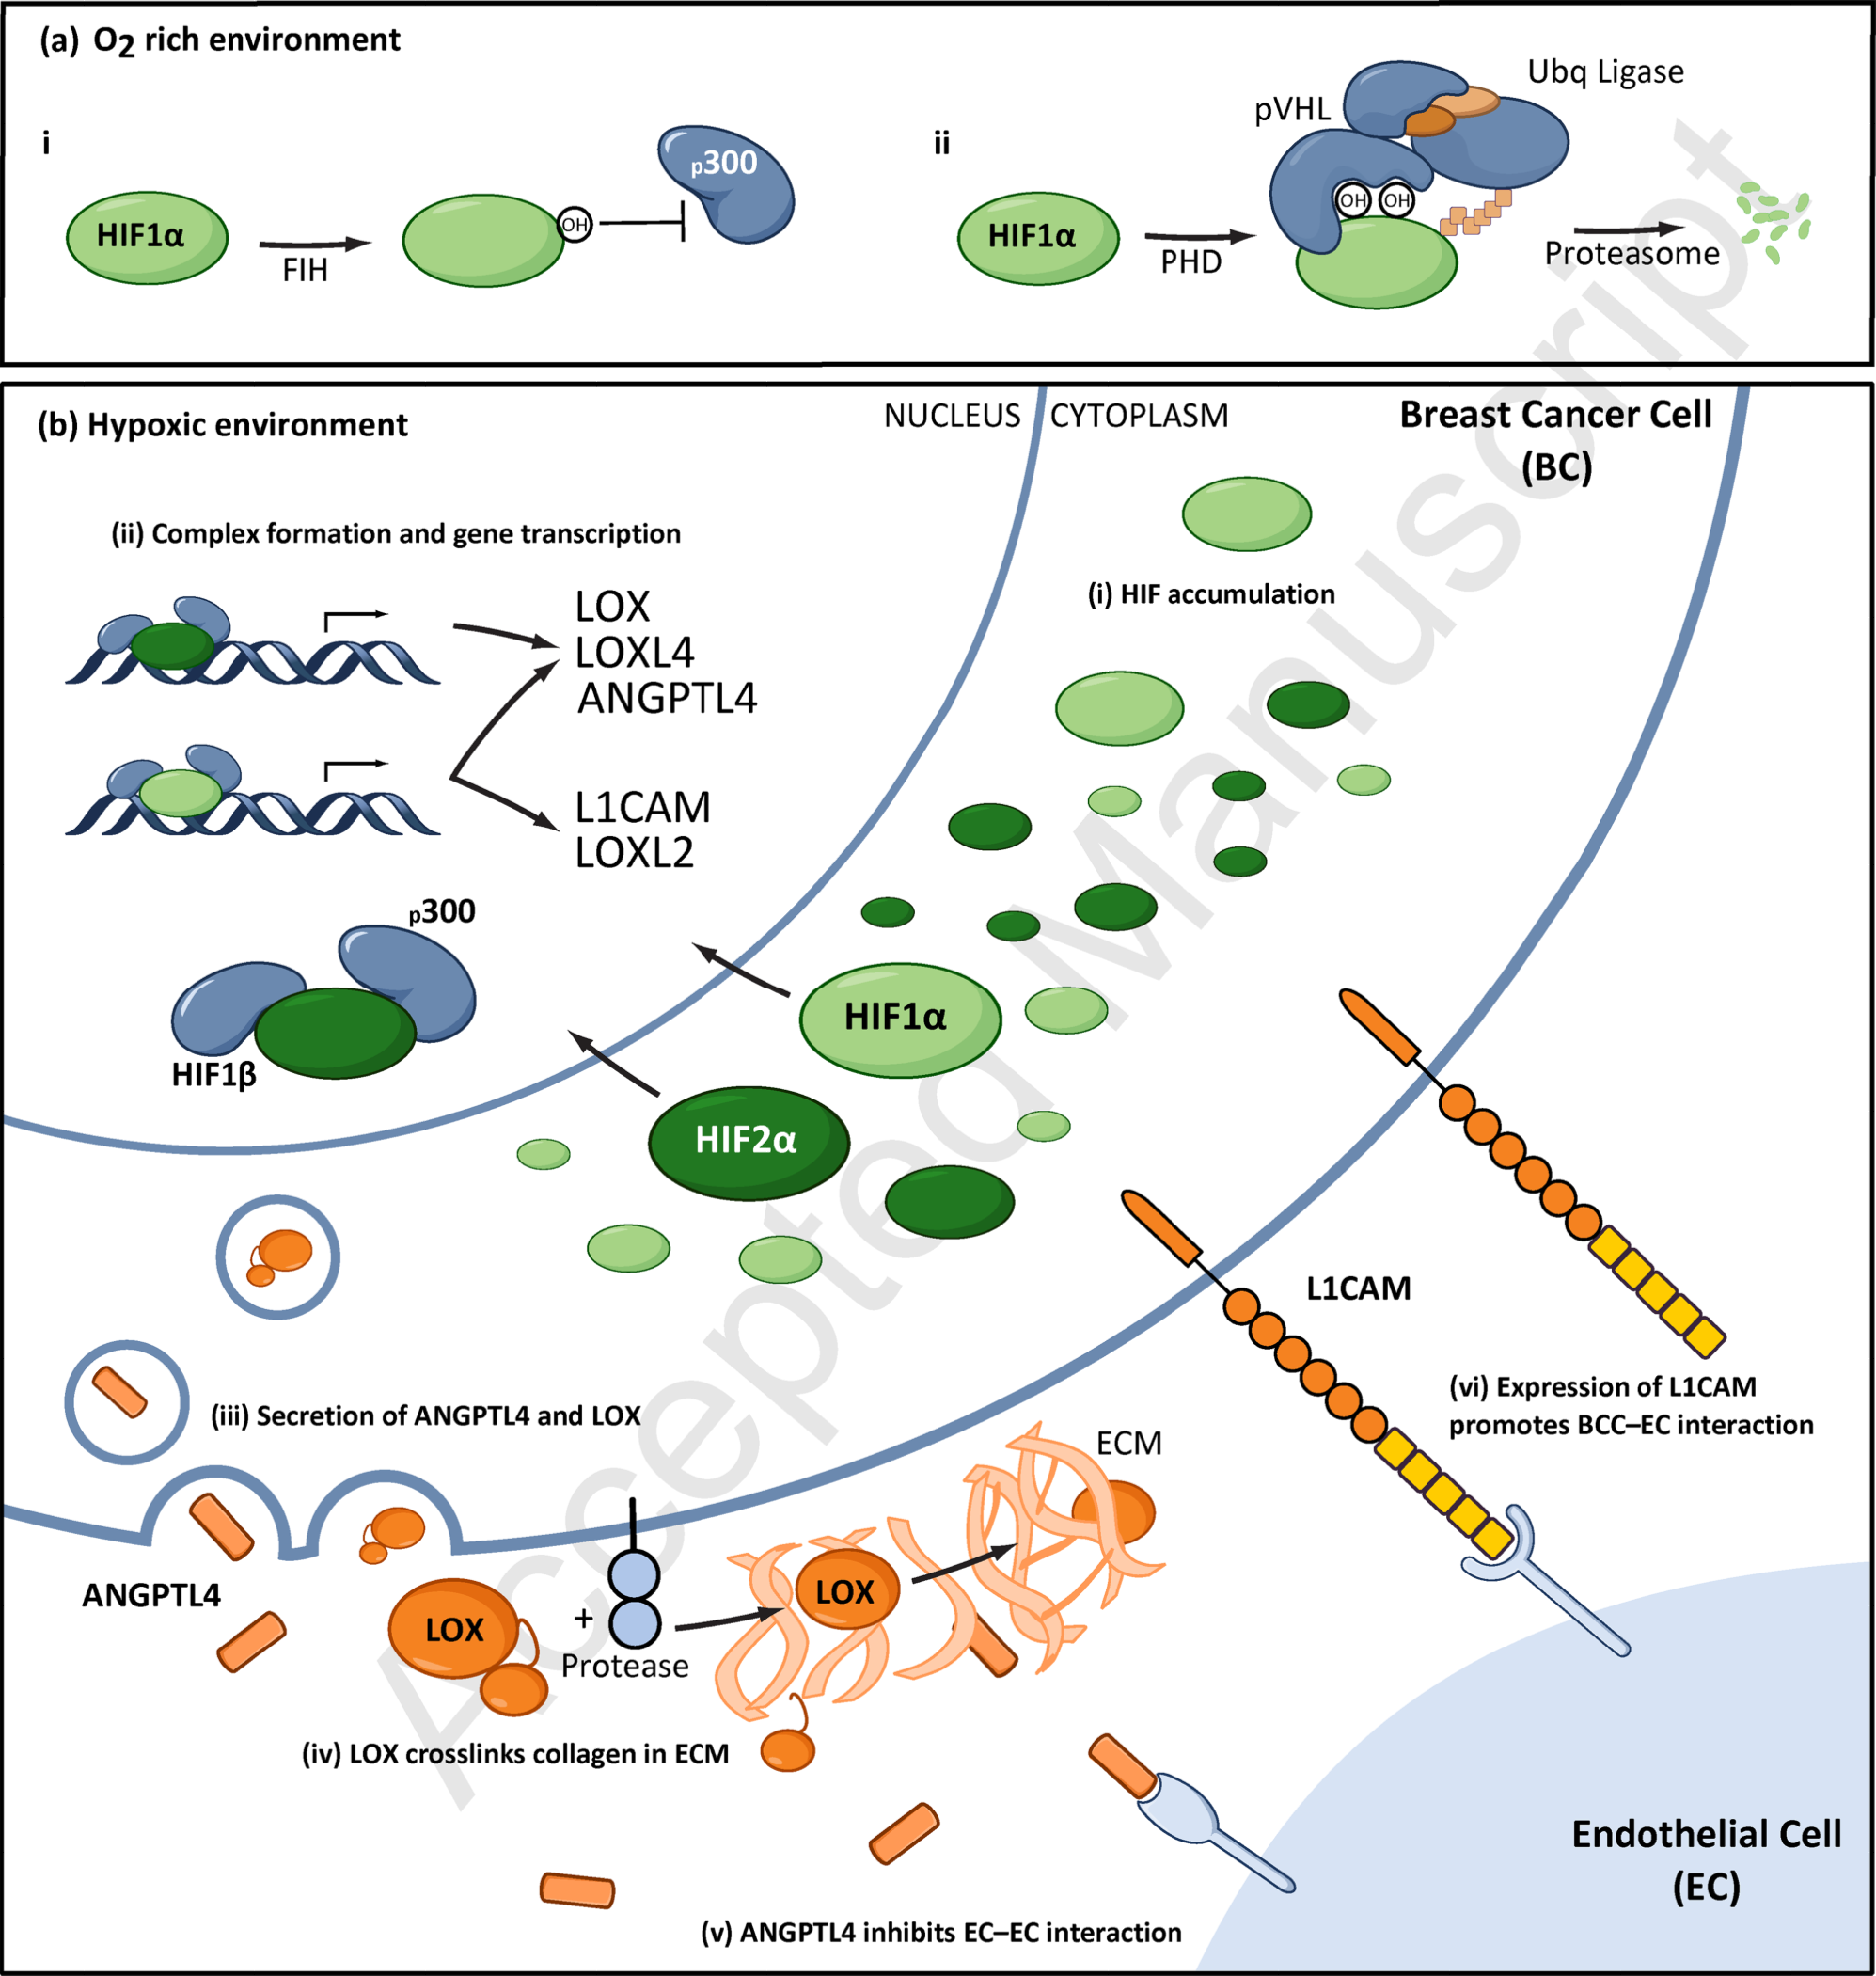 (a) O2 rich environment
i
HIF1α
FIH
OH
p300
ii
HIF1α
PHD
pVHL
Ubq Ligase
OH OH
Proteasome
(b) Hypoxic environment
NUCLEUS CYTOPLASM
Breast Cancer Cell
(BC)
(ii) Complex formation and gene transcription
LOX
LOXL4
ANGPTL4
L1CAM
LOXL2
(i) HIF accumulation
p300
HIF1β
HIF1α
HIF2α
L1CAM
(vi) Expression of L1CAM
promotes BCC–EC interaction
(iii) Secretion of ANGPTL4 and LOX
ECM
ANGPTL4
LOX
+
Protease
LOX
(iv) LOX crosslinks collagen in ECM
Endothelial Cell
(EC)
(v) ANGPTL4 inhibits EC–EC interaction
Accepted Manuscript